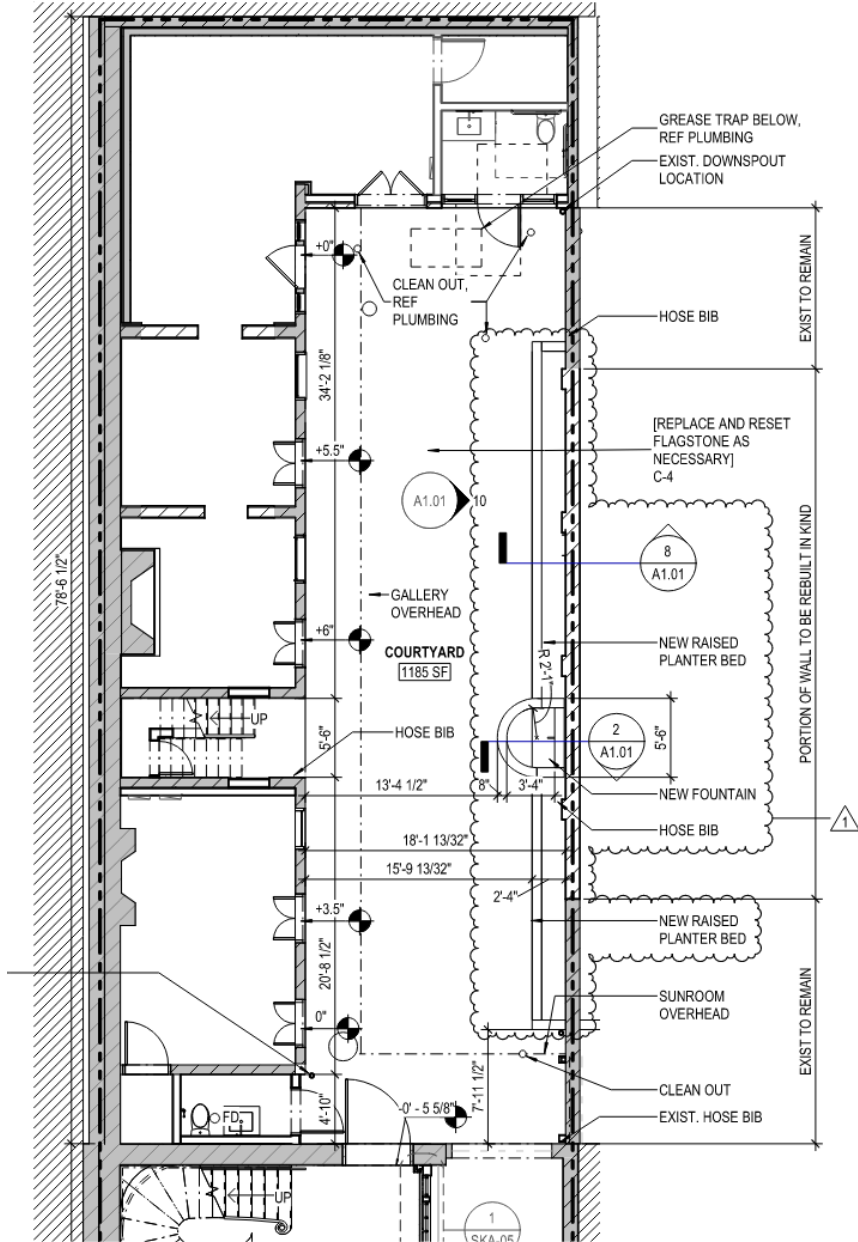 GREASE TRAP BELOW,
REF PLUMBING
EXIST. DOWNSPOUT
LOCATION
+0"
CLEAN OUT,
REF
PLUMBING
EXIST TO REMAIN
HOSE BIB
34'-2 1/8"
[REPLACE AND RESET
FLAGSTONE AS
NECESSARY]
C-4
+5.5"
A1.01
10
8
A1.01
78'-6 1/2"
GALLERY
OVERHEAD
PORTION OF WALL TO BE REBUILT IN KIND
+6"
COURTYARD
1185 SF
NEW RAISED
PLANTER BED
R 2'-1"
UP
5'-6"
HOSE BIB
2
A1.01
5'-6"
13'-4 1/2"
8"
3'-4"
NEW FOUNTAIN
HOSE BIB
1
18'-1 13/32"
15'-9 13/32"
2'-4"
+3.5"
NEW RAISED
PLANTER BED
20'-8 1/2"
EXIST TO REMAIN
0"
SUNROOM
OVERHEAD
7'-11 1/2"
CLEAN OUT
4'-10"
FD
-0' - 5 5/8"
EXIST. HOSE BIB
UP
1
SKA-05